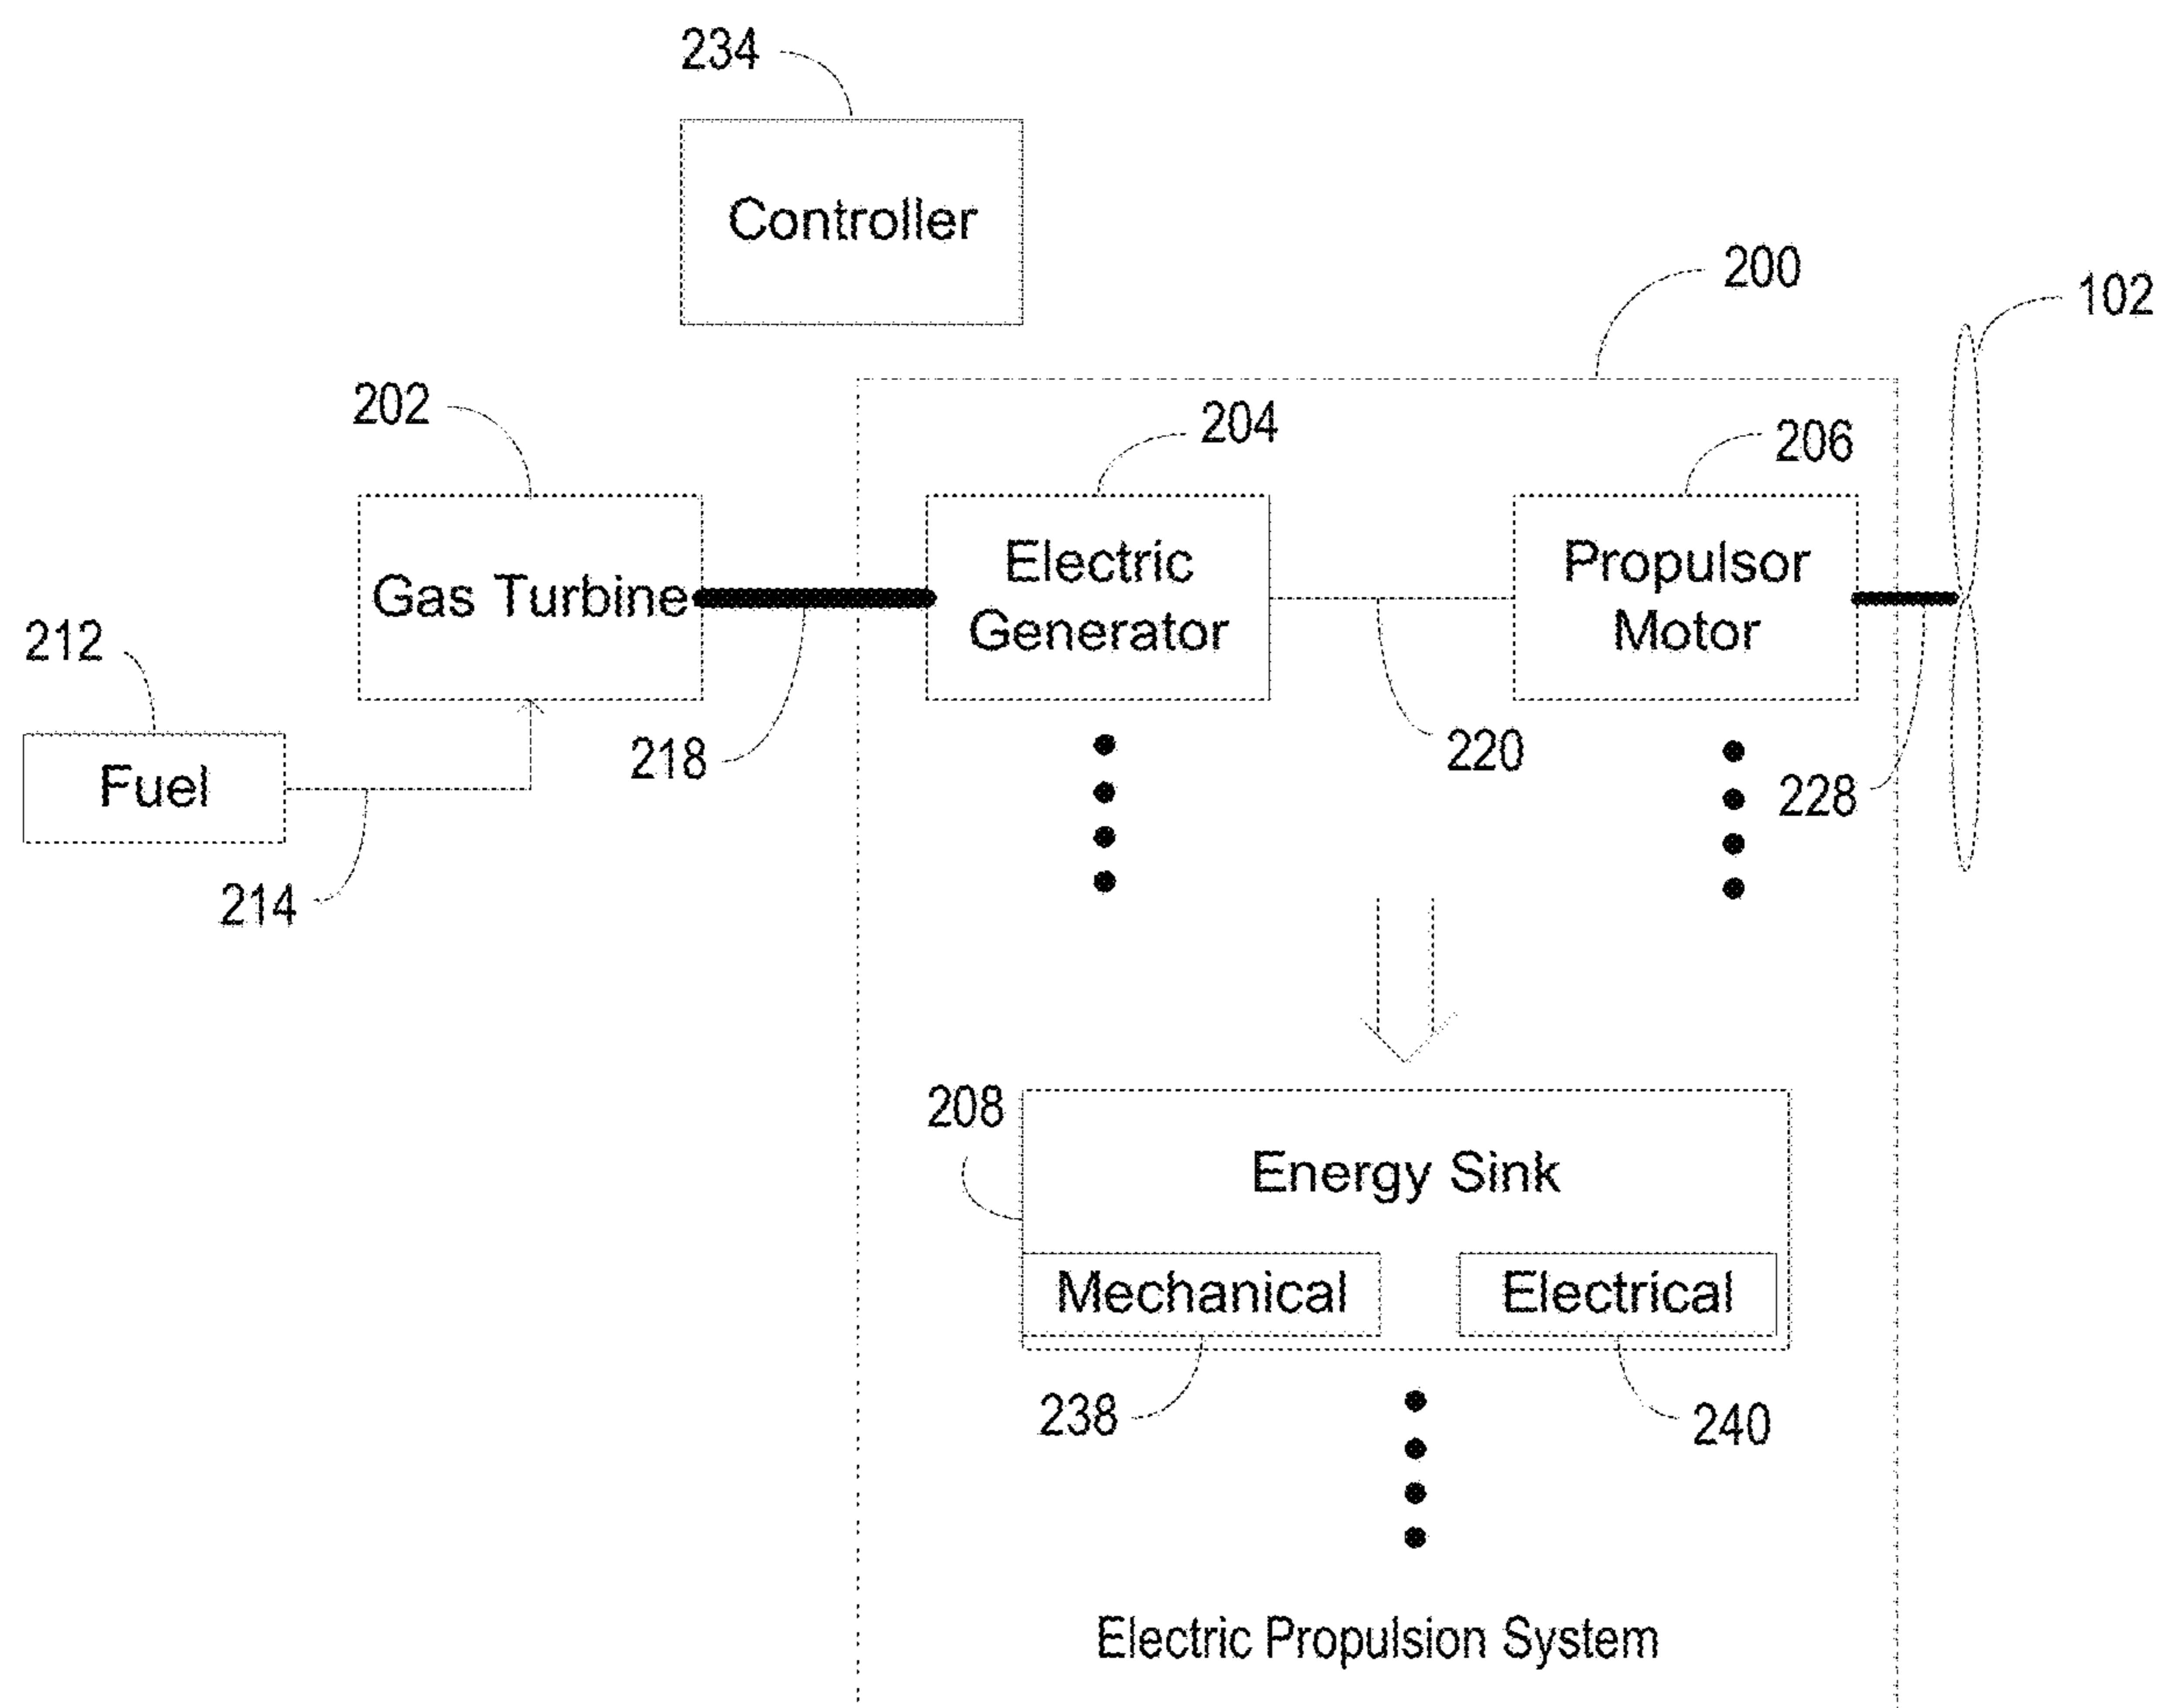 234
Controller
200
102
202
204
206
Gas Turbine
Electric
Generator
Propulsor
Motor
212
Fuel
214
218
220
228
208
Energy Sink
Mechanical
Electrical
238
240
Electric Propulsion System